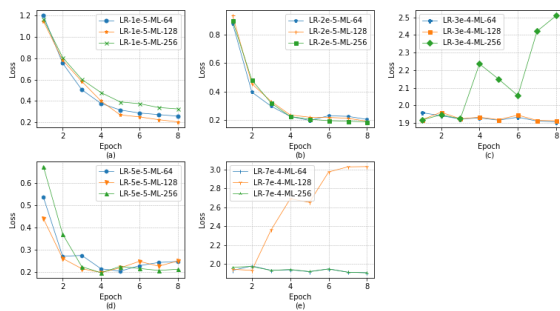 LR-1e-5-ML-64
LR-1e-5-ML-128
LR-1e-5-ML-256
1.2
1.0
0.8
0.6
0.4
0.2
Loss
2
4
6
8
Epoch
(a)
LR-2e-5-ML-64
LR-2e-5-ML-128
LR-2e-5-ML-256
0.8
0.6
0.4
0.2
Loss
2
4
6
8
Epoch
(b)
LR-3e-4-ML-64
LR-3e-4-ML-128
LR-3e-4-ML-256
2.5
2.4
2.3
2.2
2.1
2.0
1.9
Loss
2
4
6
8
Epoch
(c)
LR-5e-5-ML-64
LR-5e-5-ML-128
LR-5e-5-ML-256
0.6
0.5
0.4
0.3
0.2
Loss
2
4
6
8
Epoch
(d)
LR-7e-4-ML-64
LR-7e-4-ML-128
LR-7e-4-ML-256
3.0
2.8
2.6
2.4
2.2
2.0
Loss
2
4
6
8
Epoch
(e)